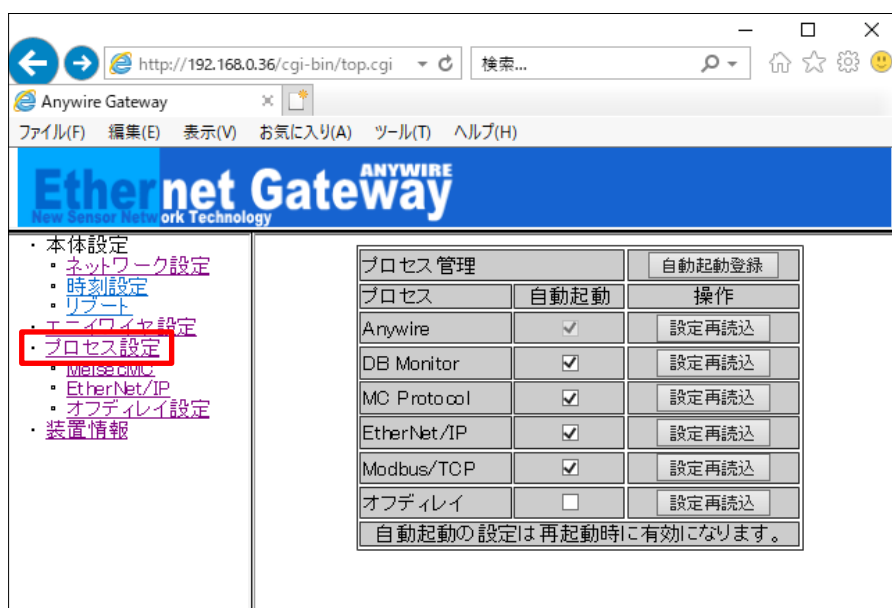 http://192.168.0.36/cgi-bin/top.cgi 検索...
Anywire Gateway
ファイル(F) 編集(E) 表示(V) お気に入り(A) ツール(T) ヘルプ(H)
Ethernet Gateway
ANYWIRE
New Sensor Network Technology
・本体設定
・ネットワーク設定
・時刻設定
・リブート
・エニイワイヤ設定
・プロセス設定
・MelsecMC
・EtherNet/IP
・オフディレイ設定
・装置情報
プロセス管理 自動起動登録
プロセス 自動起動 操作
Anywire 設定再読込
DB Monitor 設定再読込
MC Protocol 設定再読込
EtherNet/IP 設定再読込
Modbus/TCP 設定再読込
オフディレイ 設定再読込
自動起動の設定は再起動時に有効になります。